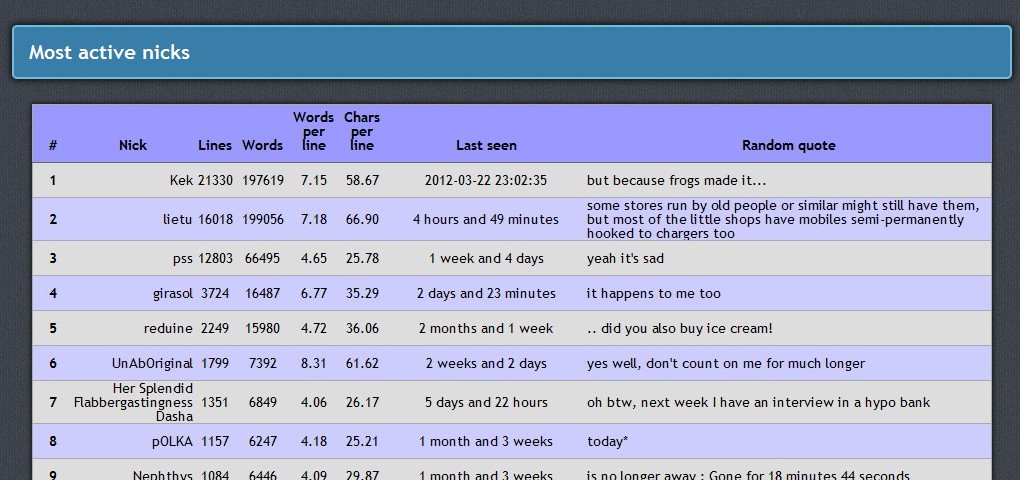 Most active nicks
# Nick Lines Words Words per line Chars per line Last seen Random quote
1 Kek 21330 197619 7.15 58.67 2012-03-22 23:02:35 but because frogs made it...
2 lietu 16018 199056 7.18 66.90 4 hours and 49 minutes some stores run by old people or similar might still have them,
but most of the little shops have mobiles semi-permanently
hooked to chargers too
3 pss 12803 66495 4.65 25.78 1 week and 4 days yeah it's sad
4 girasol 3724 16487 6.77 35.29 2 days and 23 minutes it happens to me too
5 reduine 2249 15980 4.72 36.06 2 months and 1 week .. did you also buy ice cream!
6 UnAb0riginal 1799 7392 8.31 61.62 2 weeks and 2 days yes well, don't count on me for much longer
7 Her Splendid
Flabbergastingness
Dasha 1351 6849 4.06 26.17 5 days and 22 hours oh btw, next week I have an interview in a hypo bank
8 p0LKA 1157 6247 4.18 25.21 1 month and 3 weeks today*
9 Nephthys 1084 6446 4.09 29.87 1 month and 3 weeks is no longer away : Gone for 18 minutes 44 seconds